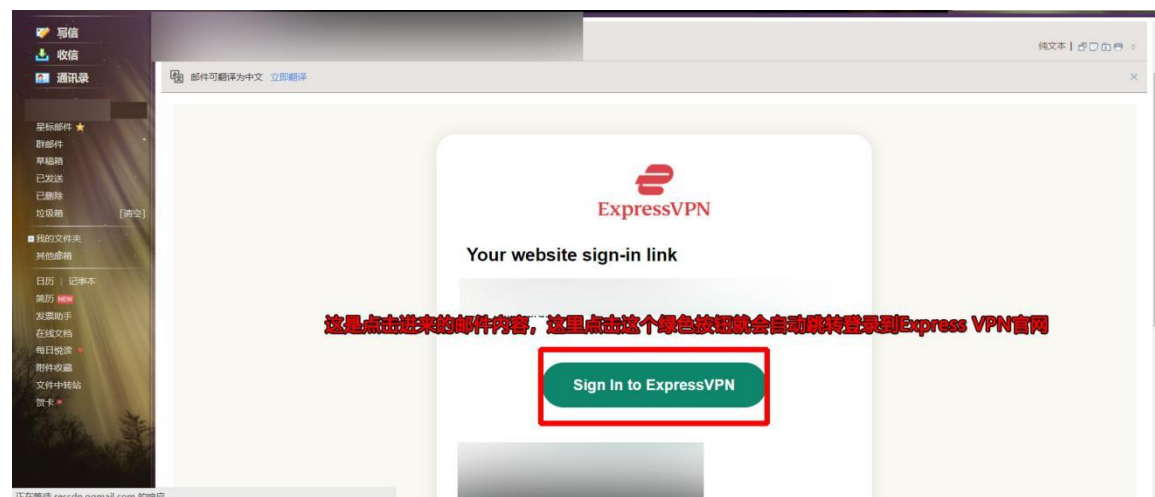 写信
收信
通讯录
纯文本 |
邮件可翻译为中文 立即翻译
星标邮件
群邮件
草稿箱
已发送
已删除
垃圾箱 [清空]
我的文件夹
其他邮箱
日历 | 记事本
简历 NEW
发票助手
在线文档
每日悦读
附件收藏
文件中转站
贺卡
ExpressVPN
Your website sign-in link
这是点击进来的邮件内容，这里点击这个绿色按钮就会自动跳转登录到Express VPN官网
Sign In to ExpressVPN